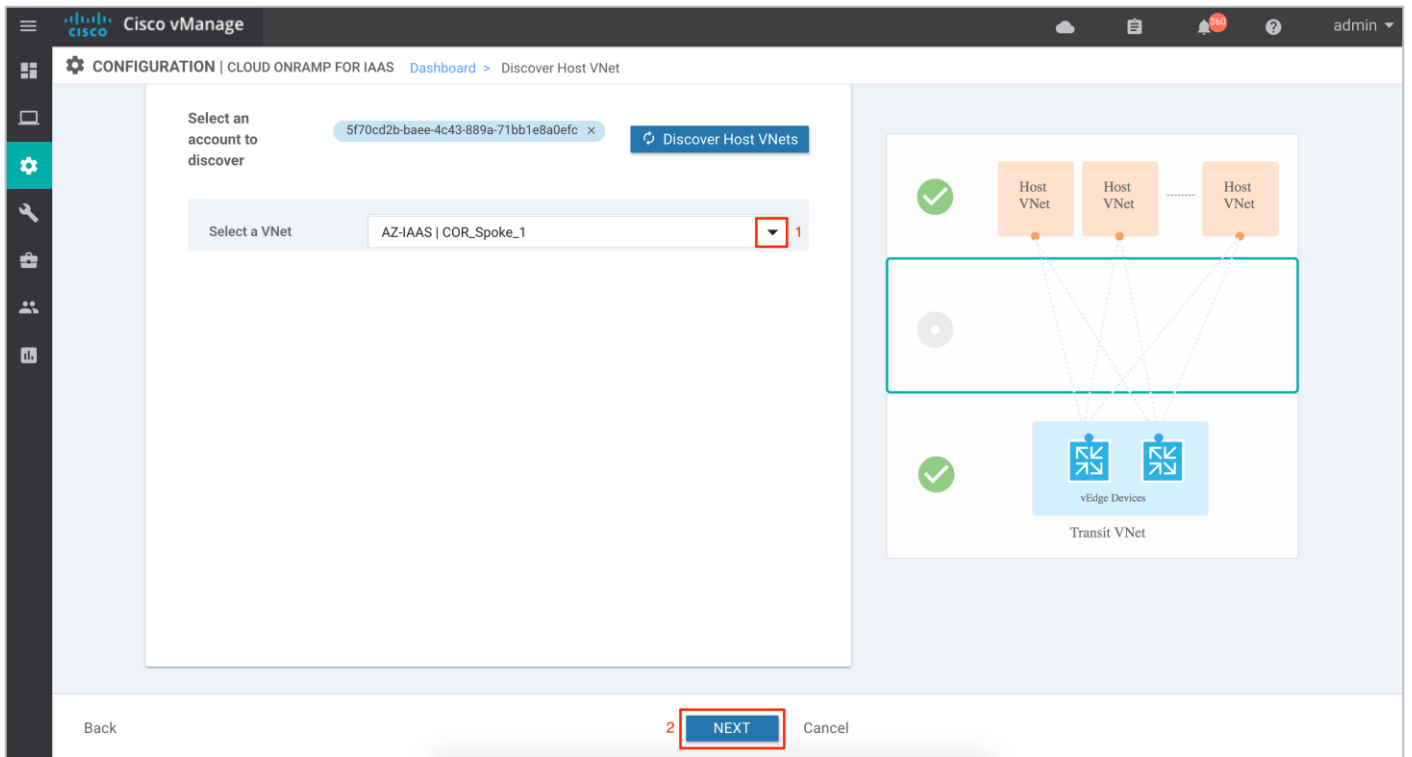 cisco Cisco vManage
360
admin
CONFIGURATION | CLOUD ONRAMP FOR IAAS Dashboard > Discover Host VNet
Select an
account to
discover
5f70cd2b-baee-4c43-889a-71bb1e8a0efc ×
Discover Host VNets
Select a VNet
AZ-IAAS | COR_Spoke_1
1
Host
VNet
Host
VNet
Host
VNet
vEdge Devices
Transit VNet
Back
2
NEXT
Cancel